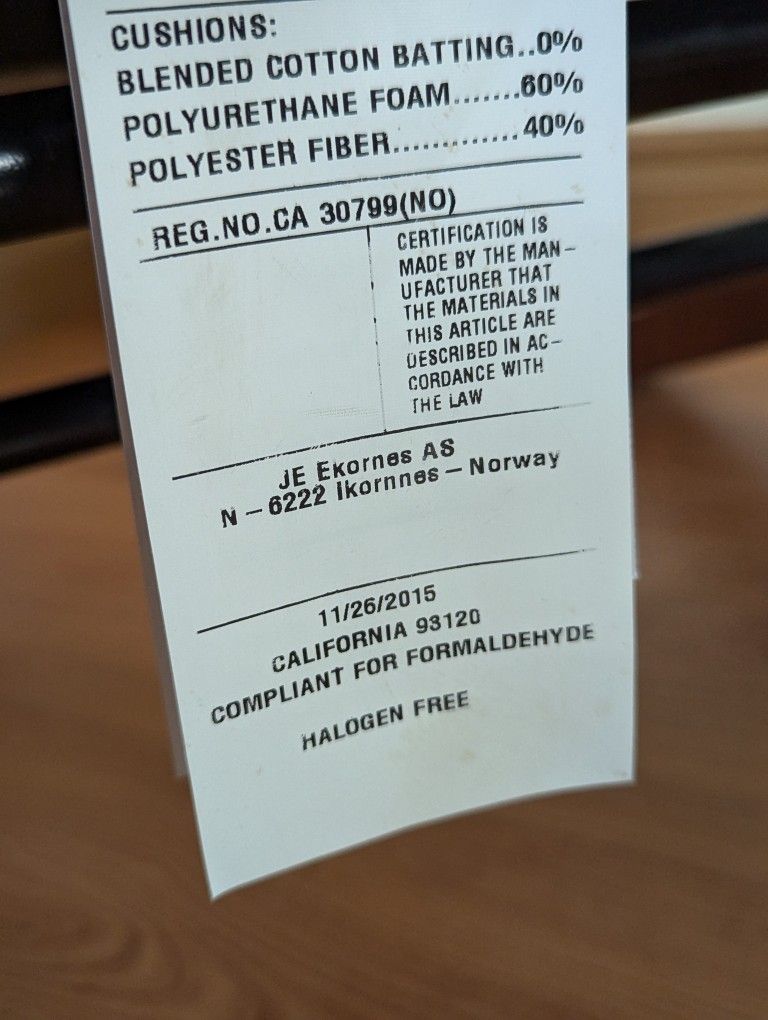 CUSHIONS:
BLENDED COTTON BATTING..0%
POLYURETHANE FOAM.......60%
POLYESTER FIBER.............40%
REG.NO.CA 30799(NO)
CERTIFICATION IS
MADE BY THE MAN-
UFACTURER THAT
THE MATERIALS IN
THIS ARTICLE ARE
DESCRIBED IN AC-
CORDANCE WITH
THE LAW
JE Ekornes AS
N - 6222 Ikornnes - Norway
11/26/2015
CALIFORNIA 93120
COMPLIANT FOR FORMALDEHYDE
HALOGEN FREE